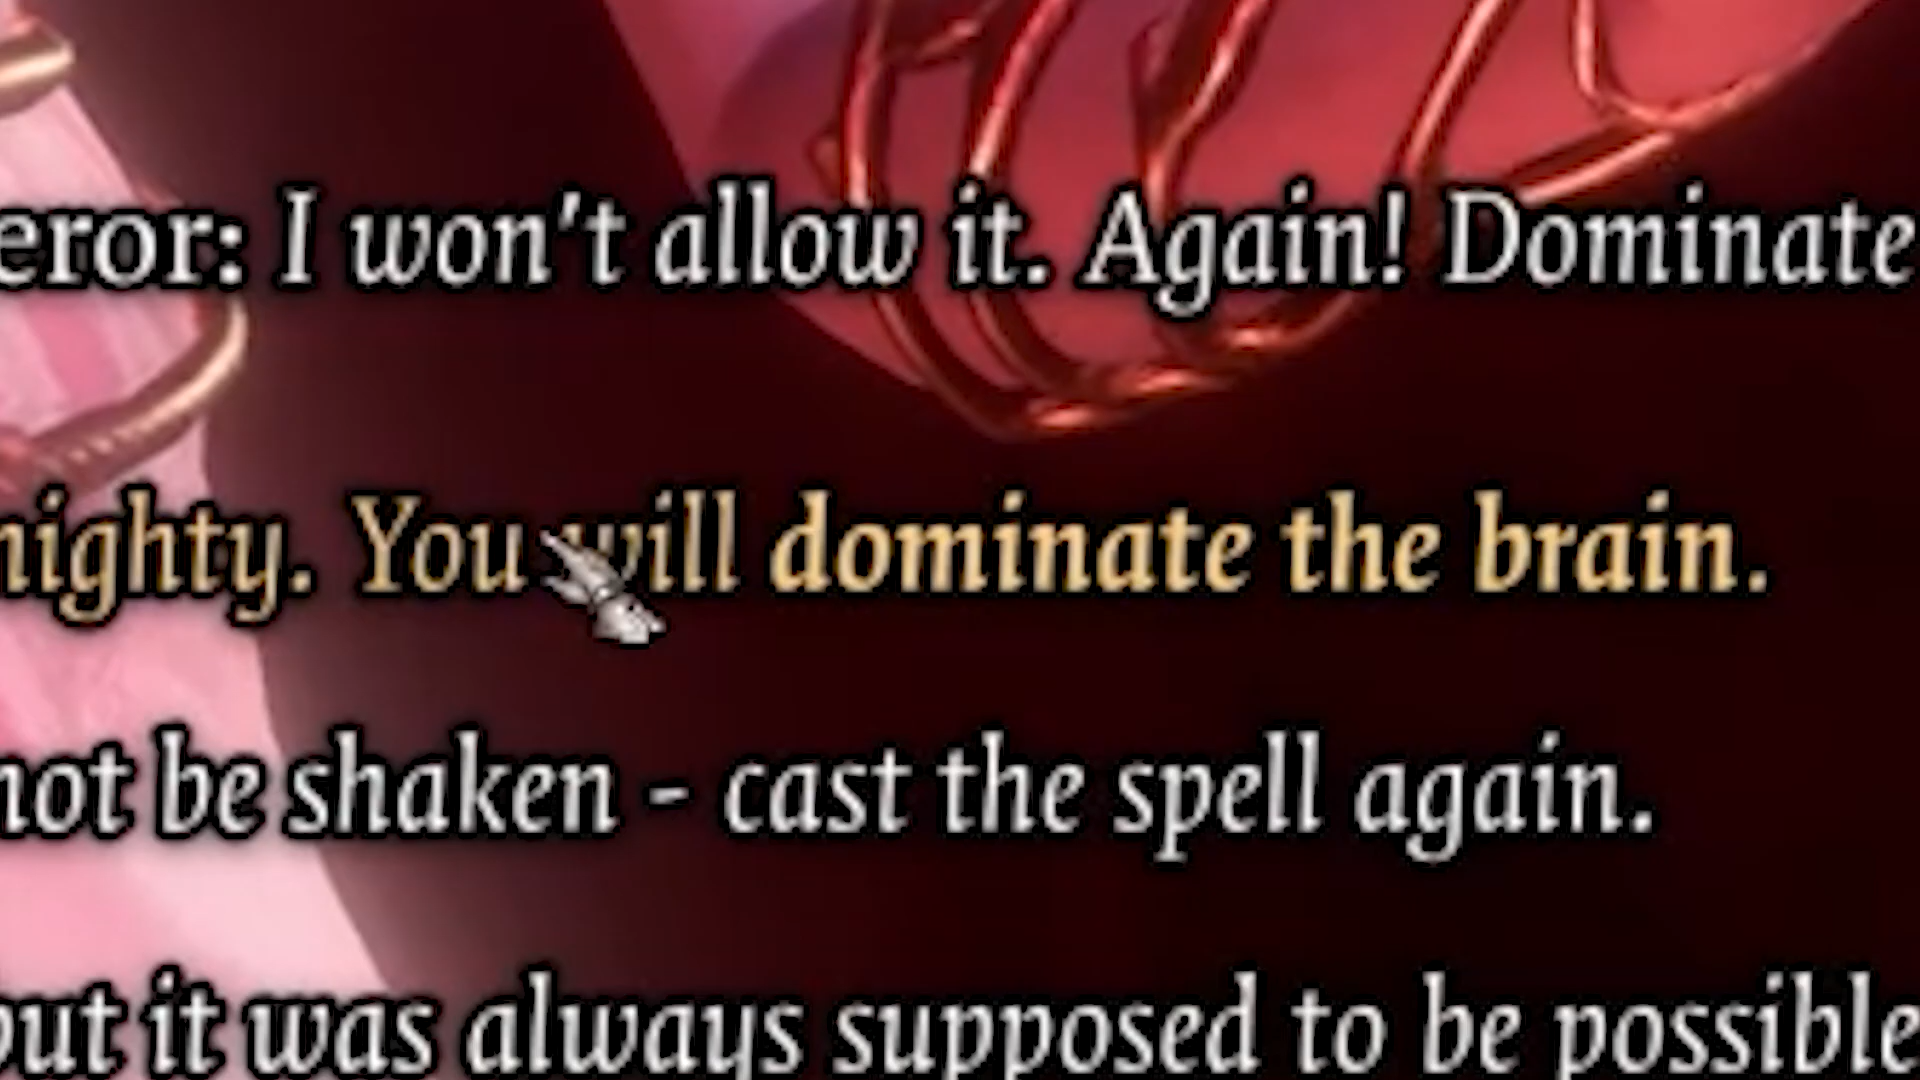 eror: I won't allow it. Again! Dominate
nighty. You will dominate the brain.
not be shaken - cast the spell again.
but it was always supposed to be possible